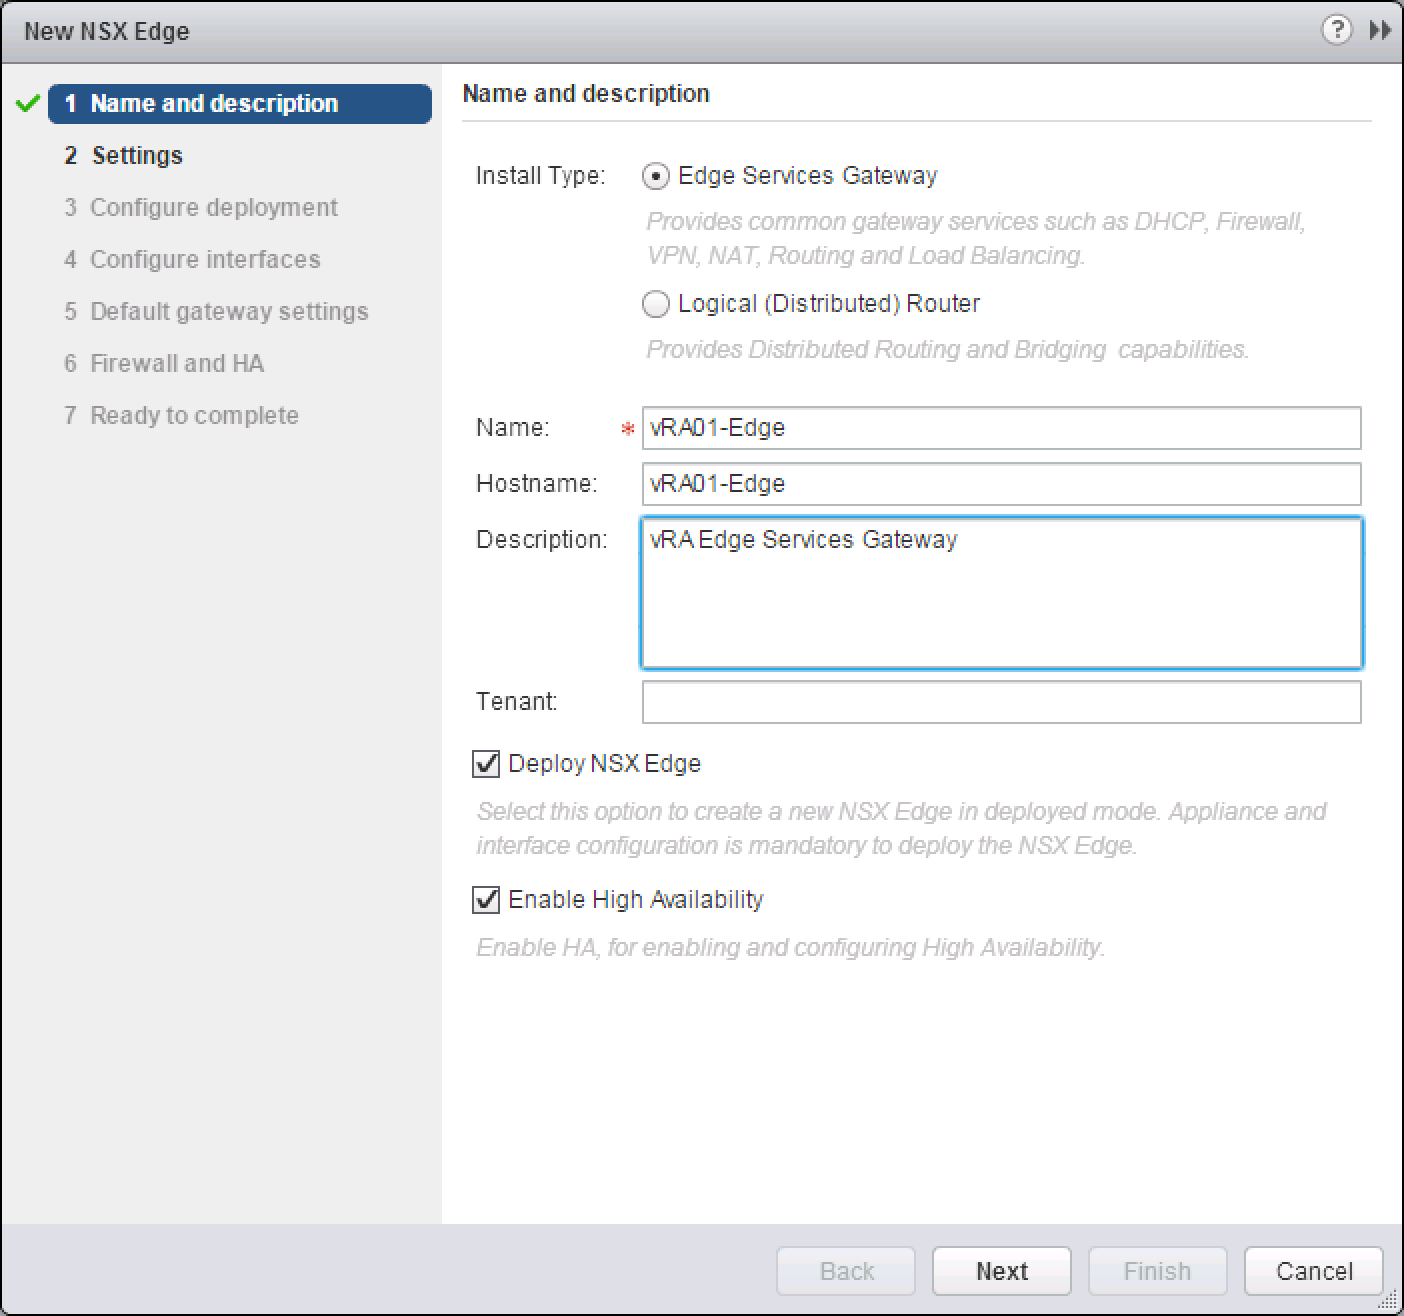 New NSX Edge
?
1 Name and description
2 Settings
3 Configure deployment
4 Configure interfaces
5 Default gateway settings
6 Firewall and HA
7 Ready to complete
Name and description
Install Type: Edge Services Gateway
Provides common gateway services such as DHCP, Firewall,
VPN, NAT, Routing and Load Balancing.
Logical (Distributed) Router
Provides Distributed Routing and Bridging capabilities.
Name: * vRA01-Edge
Hostname: vRA01-Edge
Description: vRA Edge Services Gateway
Tenant:
Deploy NSX Edge
Select this option to create a new NSX Edge in deployed mode. Appliance and
interface configuration is mandatory to deploy the NSX Edge.
Enable High Availability
Enable HA, for enabling and configuring High Availability.
Back Next Finish Cancel